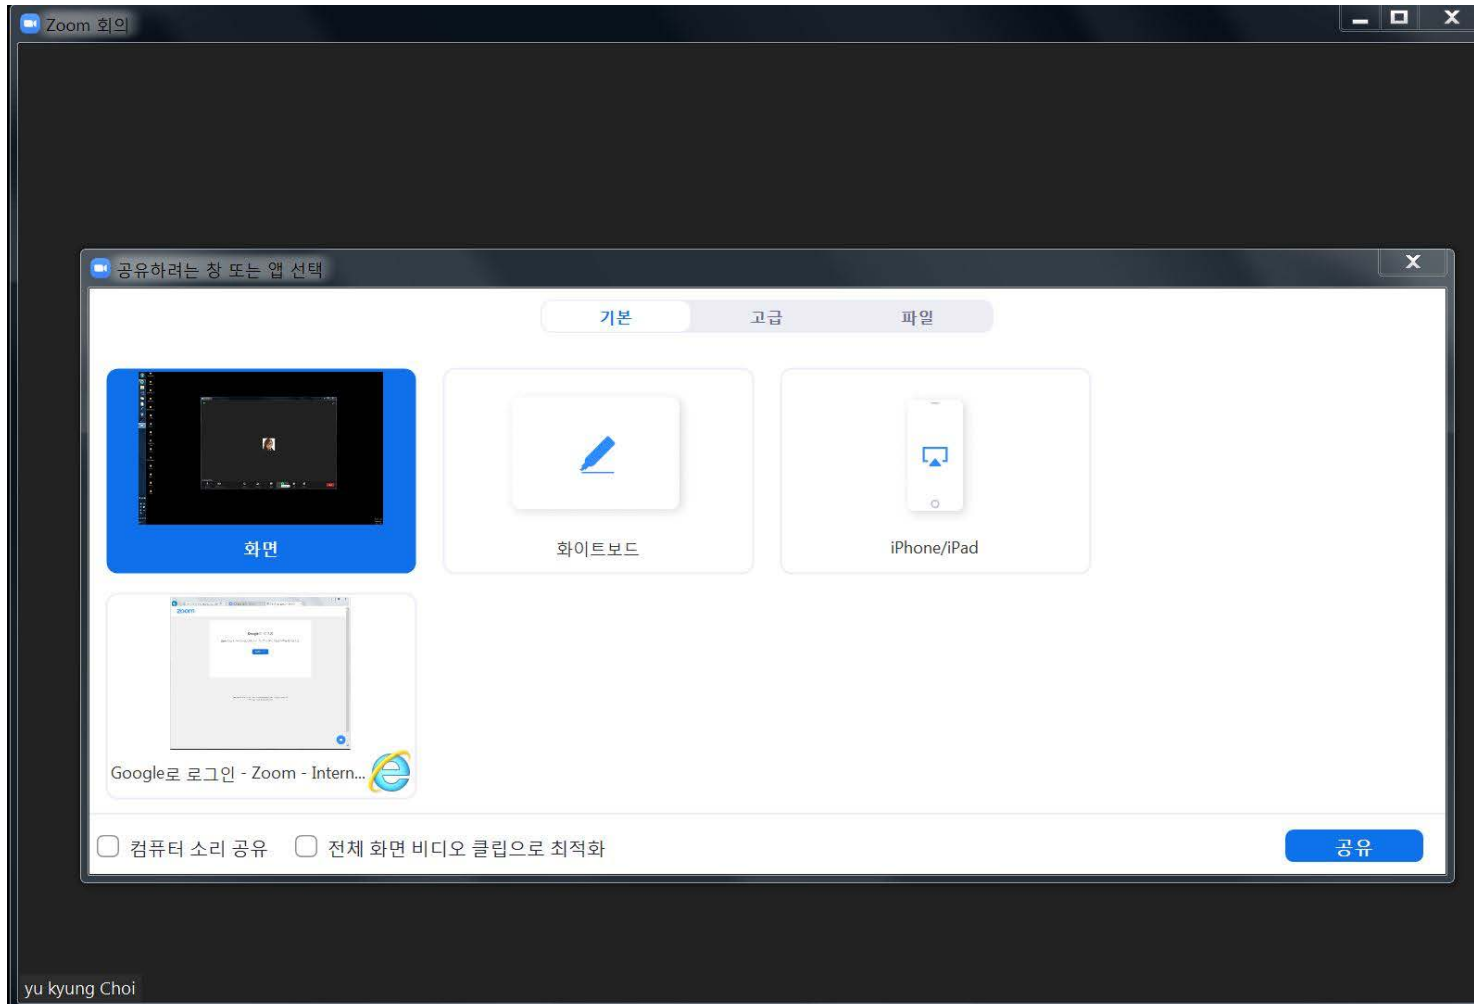 Zoom 회의
공유하려는 창 또는 앱 선택
기본 고급 파일
화면
화이트보드
iPhone/iPad
zoom
Google로 로그인 - Zoom - Intern...
컴퓨터 소리 공유
전체 화면 비디오 클립으로 최적화
공유
yu kyung Choi